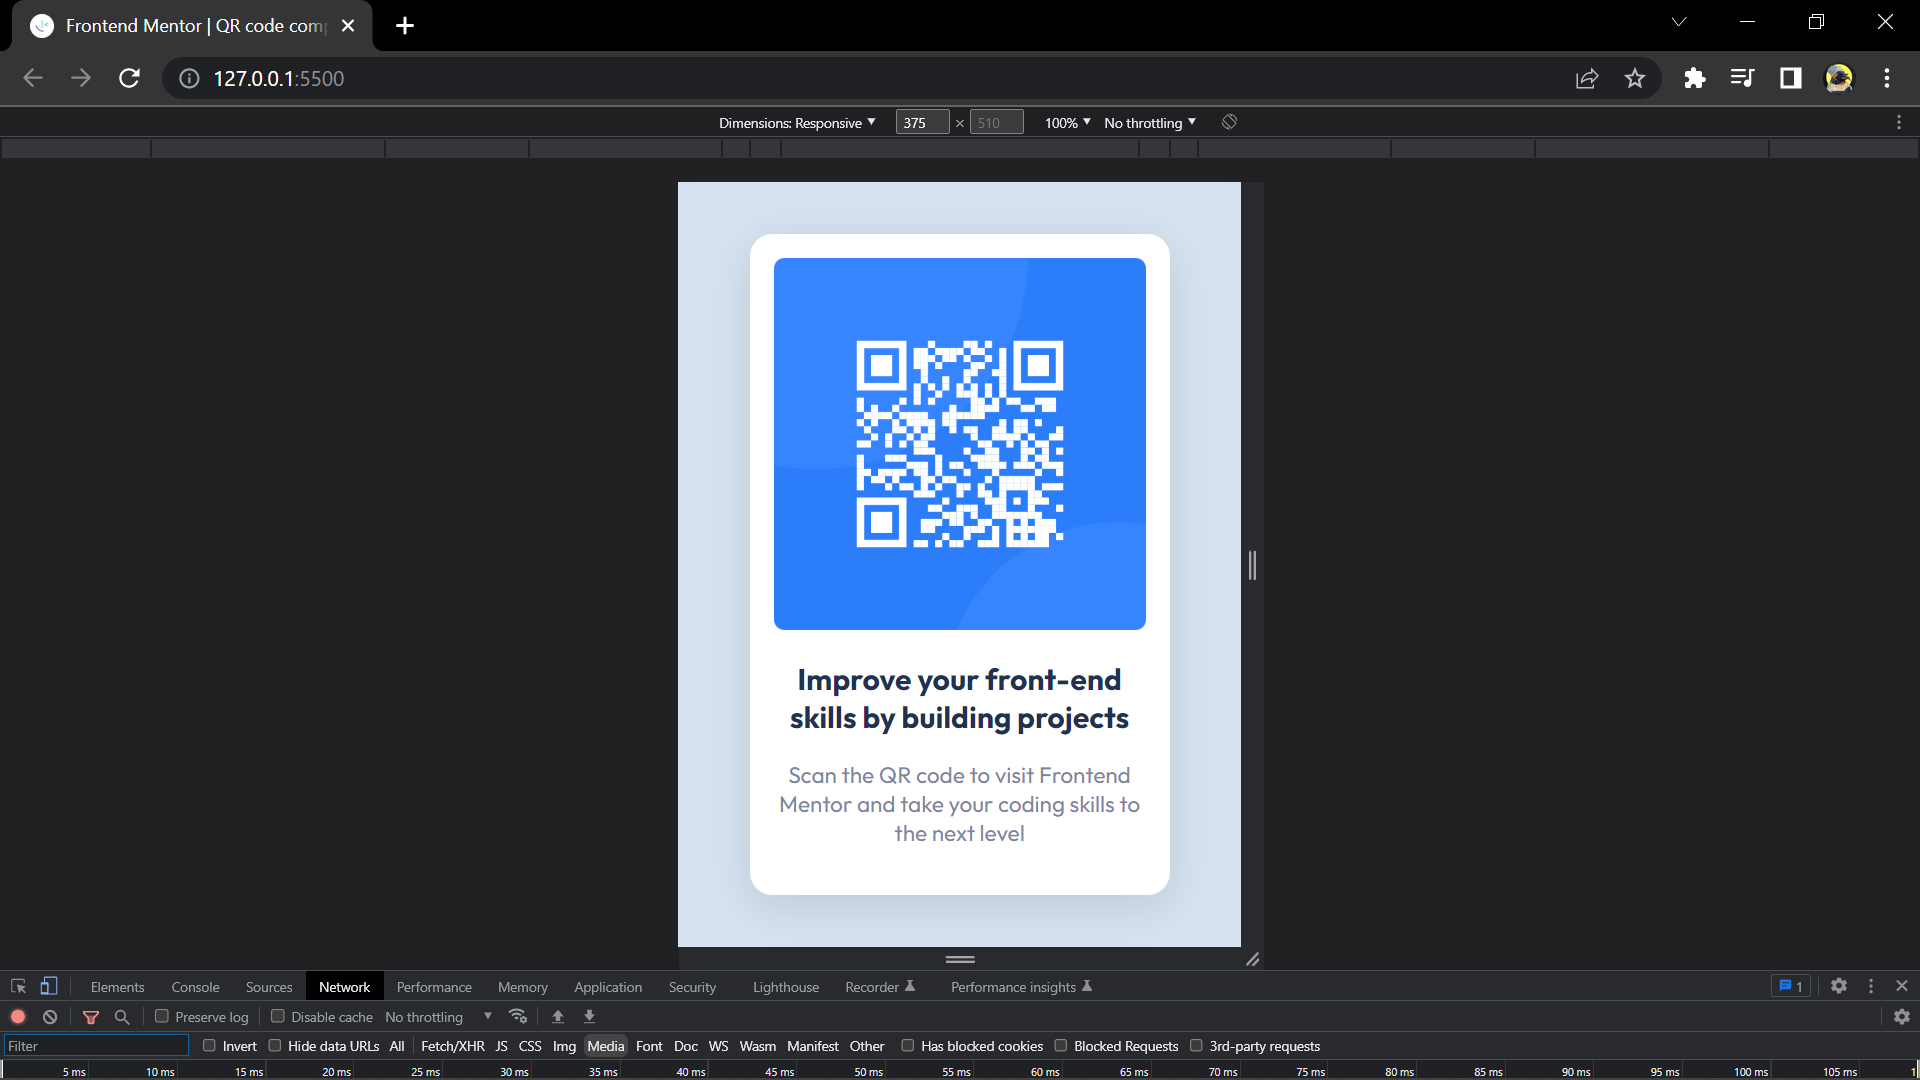 Frontend Mentor | QR code com
127.0.0.1:5500
Dimensions: Responsive 375 × 510 100% No throttling
Improve your front-end
skills by building projects
Scan the QR code to visit Frontend
Mentor and take your coding skills to
the next level
Elements Console Sources Network Performance Memory Application Security Lighthouse Recorder Performance insights 1
Preserve log Disable cache No throttling
Filter Invert Hide data URLs All Fetch/XHR JS CSS Img Media Font Doc WS Wasm Manifest Other Has blocked cookies Blocked Requests 3rd-party requests
5 ms 10 ms 15 ms 20 ms 25 ms 30 ms 35 ms 40 ms 45 ms 50 ms 55 ms 60 ms 65 ms 70 ms 75 ms 80 ms 85 ms 90 ms 95 ms 100 ms 105 ms